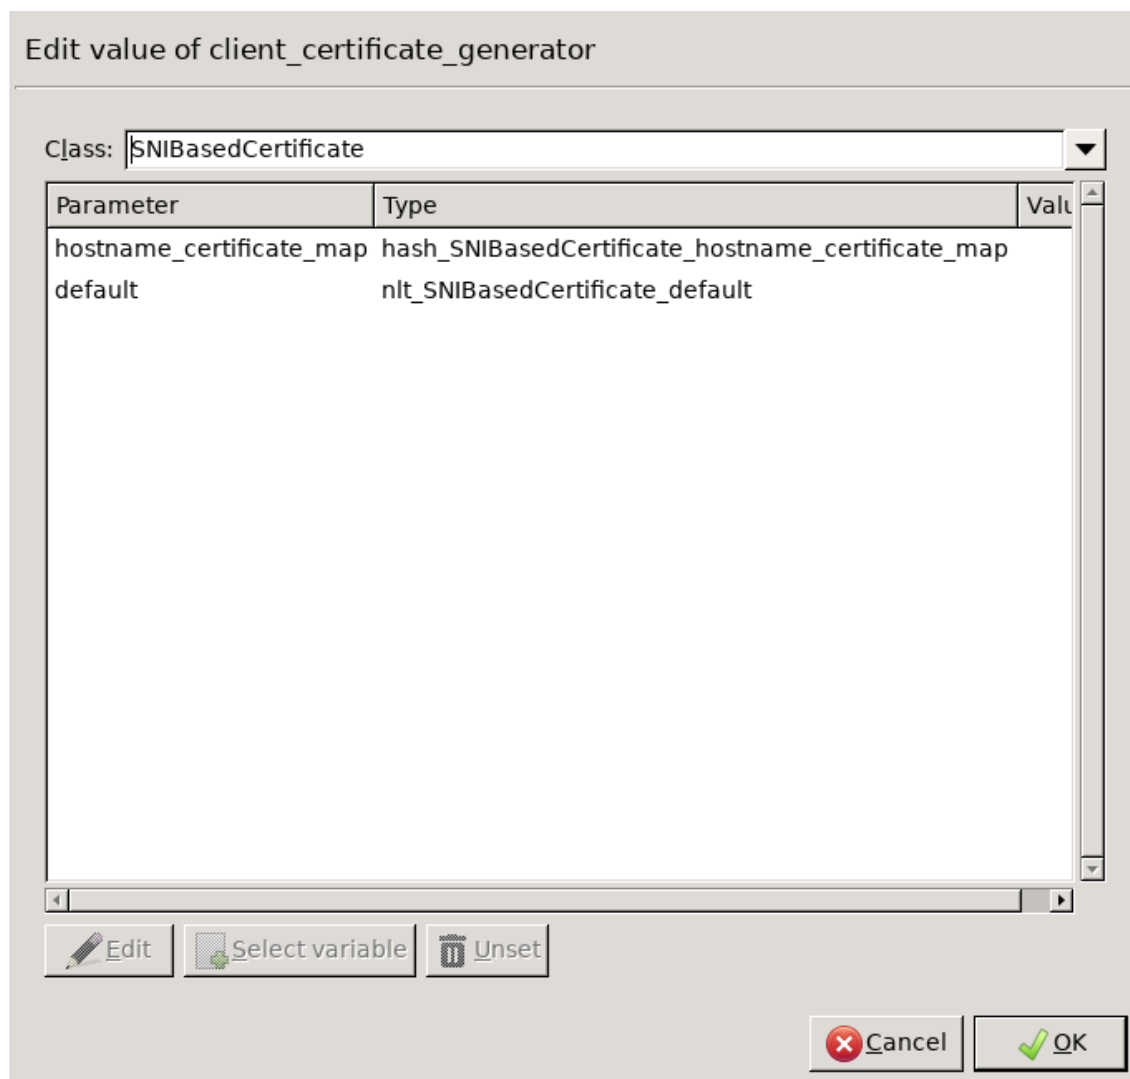 Edit value of client_certificate_generator
Class: SNIBasedCertificate
Parameter Type Valu
hostname_certificate_map hash_SNIBasedCertificate_hostname_certificate_map
default nlt_SNIBasedCertificate_default
Edit Select variable Unset
Cancel OK